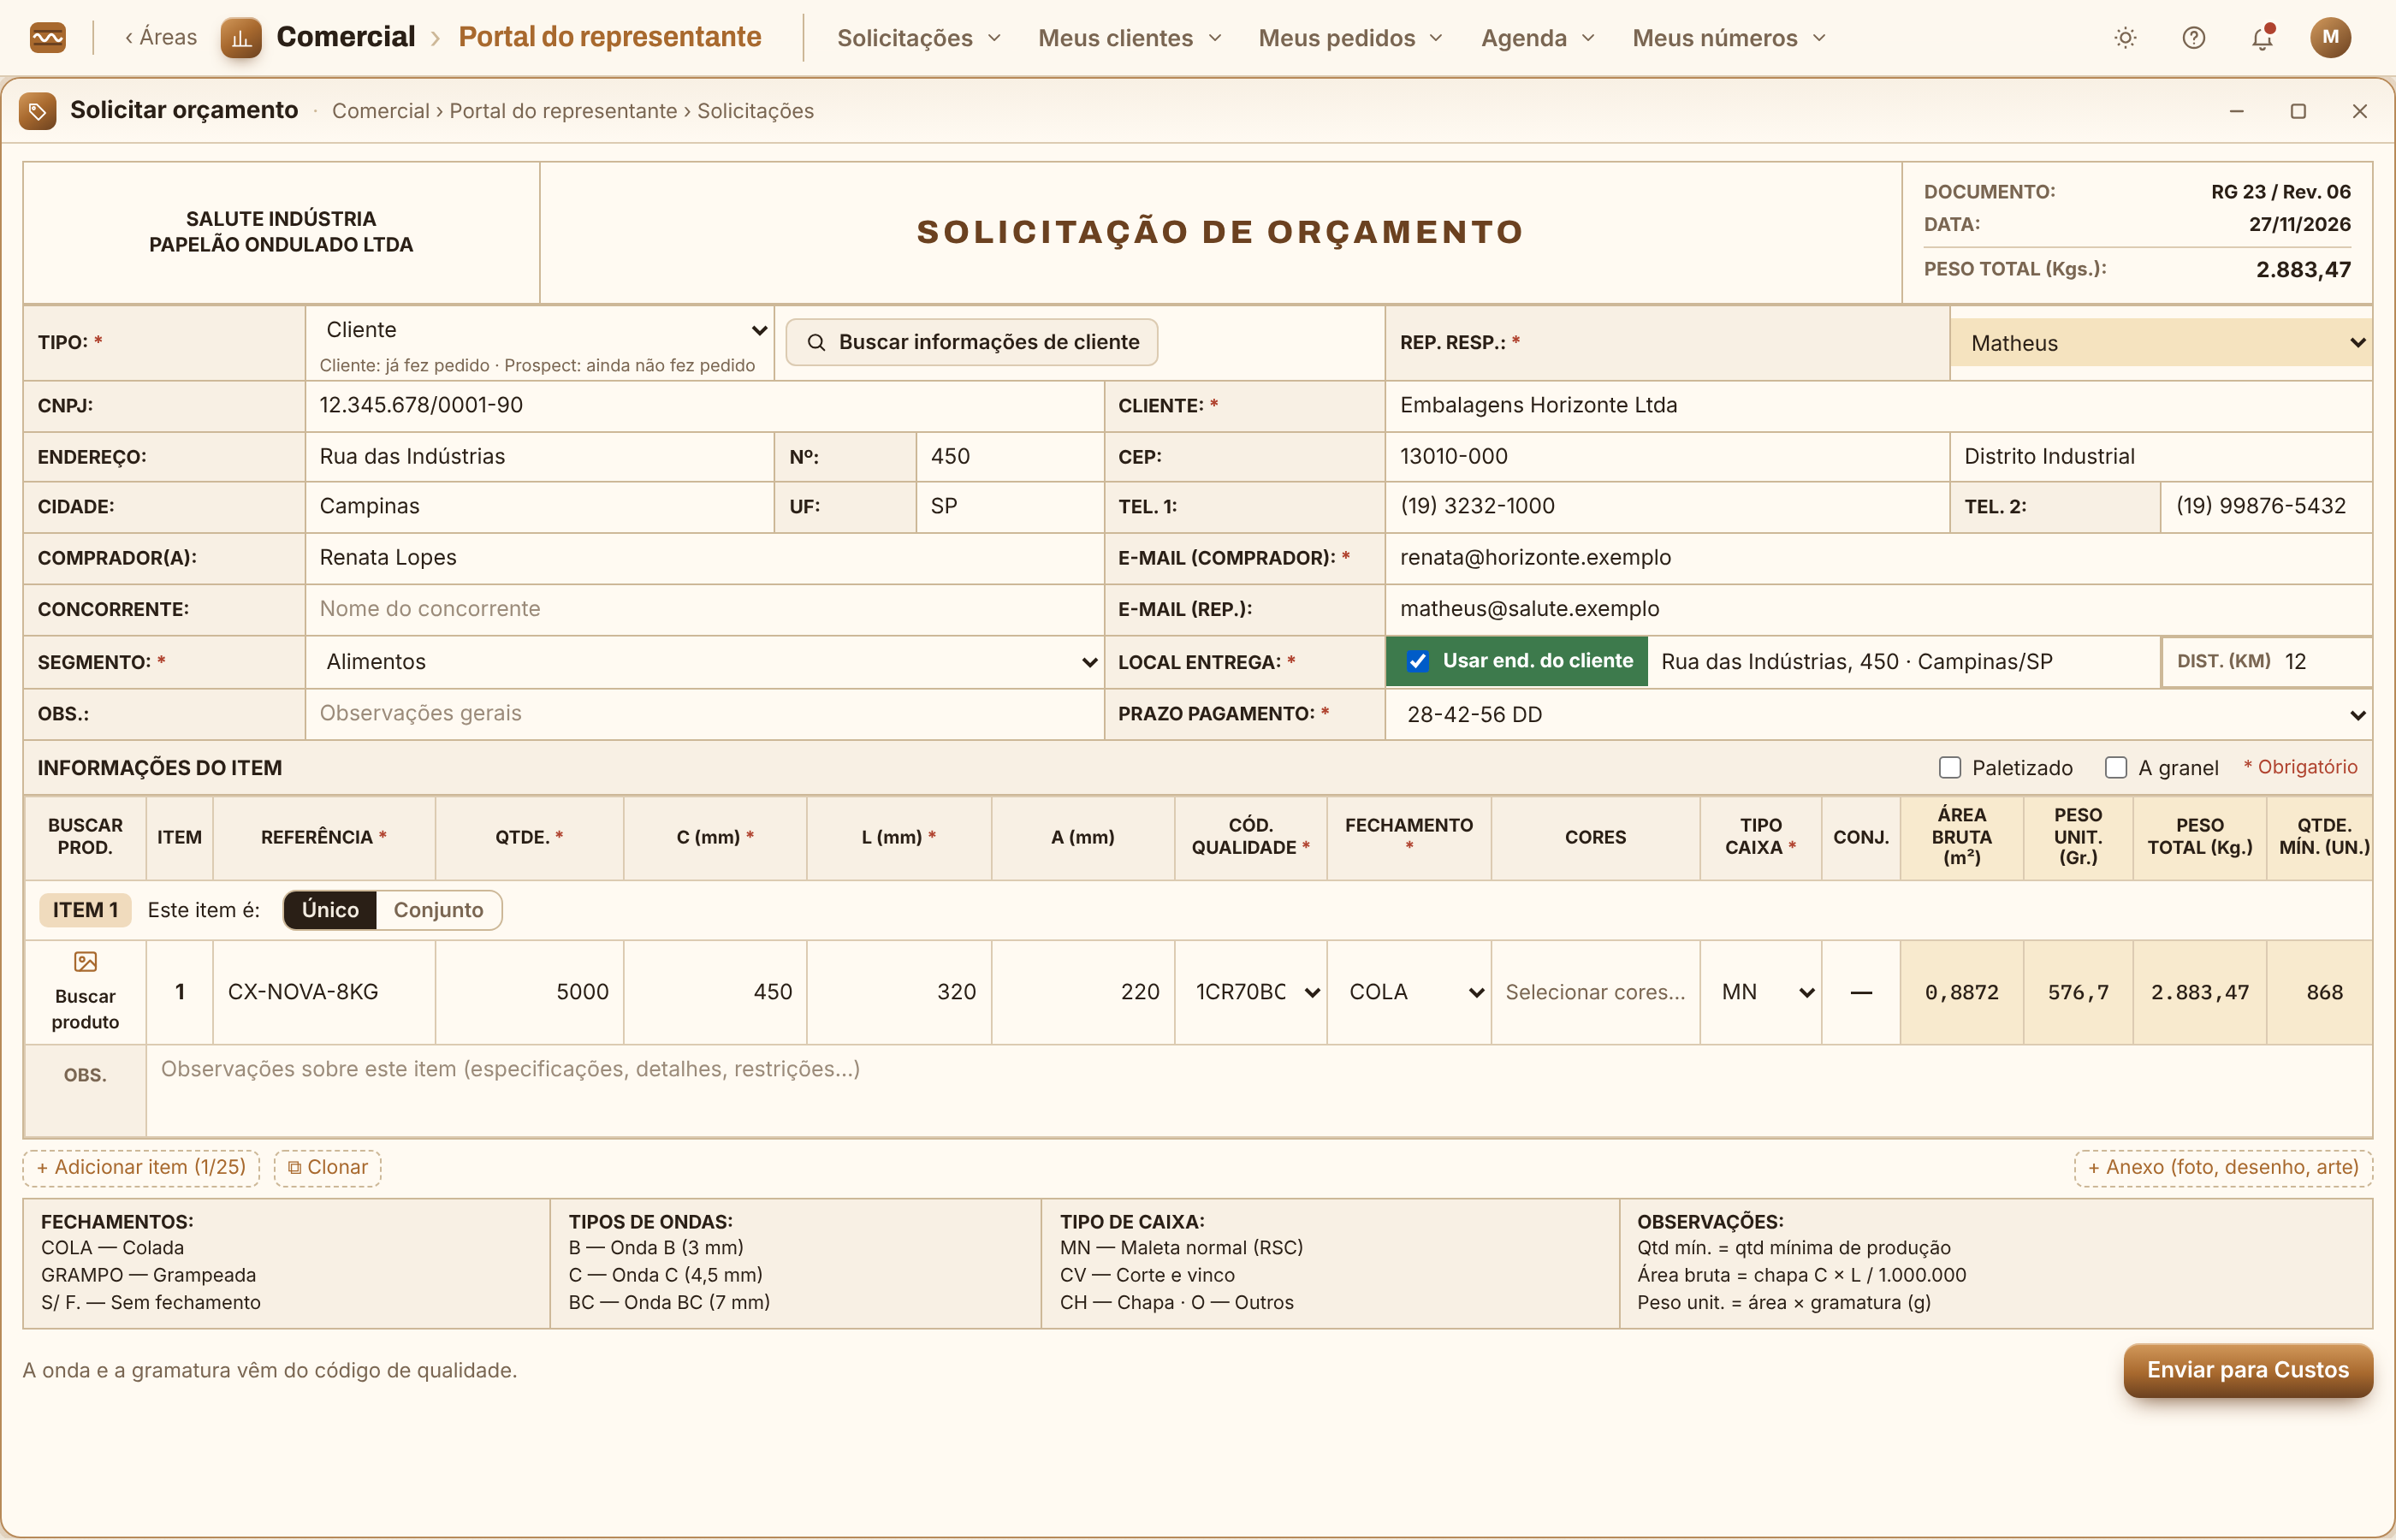 ‹ Áreas Comercial › Portal do representante Solicitações Meus clientes Meus pedidos Agenda Meus números M
Solicitar orçamento · Comercial › Portal do representante › Solicitações
SALUTE INDÚSTRIA
PAPELÃO ONDULADO LTDA
SOLICITAÇÃO DE ORÇAMENTO
DOCUMENTO: RG 23 / Rev. 06
DATA: 27/11/2026
PESO TOTAL (Kgs.): 2.883,47
TIPO: * Cliente
Cliente: já fez pedido · Prospect: ainda não fez pedido
Buscar informações de cliente
REP. RESP.: * Matheus
CNPJ: 12.345.678/0001-90 CLIENTE: * Embalagens Horizonte Ltda
ENDEREÇO: Rua das Indústrias Nº: 450 CEP: 13010-000 Distrito Industrial
CIDADE: Campinas UF: SP TEL. 1: (19) 3232-1000 TEL. 2: (19) 99876-5432
COMPRADOR(A): Renata Lopes E-MAIL (COMPRADOR): * renata@horizonte.exemplo
CONCORRENTE: Nome do concorrente E-MAIL (REP.): matheus@salute.exemplo
SEGMENTO: * Alimentos LOCAL ENTREGA: * Usar end. do cliente Rua das Indústrias, 450 · Campinas/SP DIST. (KM) 12
OBS.: Observações gerais PRAZO PAGAMENTO: * 28-42-56 DD
INFORMAÇÕES DO ITEM Paletizado A granel * Obrigatório
BUSCAR PROD. ITEM REFERÊNCIA * QTDE. * C (mm) * L (mm) * A (mm) CÓD. QUALIDADE * FECHAMENTO * CORES TIPO CAIXA * CONJ. ÁREA BRUTA (m²) PESO UNIT. (Gr.) PESO TOTAL (Kg.) QTDE. MÍN. (UN.)
ITEM 1 Este item é: Único Conjunto
Buscar produto 1 CX-NOVA-8KG 5000 450 320 220 1CR70BC COLA Selecionar cores... MN — 0,8872 576,7 2.883,47 868
OBS. Observações sobre este item (especificações, detalhes, restrições...)
+ Adicionar item (1/25) ⧉ Clonar + Anexo (foto, desenho, arte)
FECHAMENTOS:
COLA — Colada
GRAMPO — Grampeada
S/ F. — Sem fechamento
TIPOS DE ONDAS:
B — Onda B (3 mm)
C — Onda C (4,5 mm)
BC — Onda BC (7 mm)
TIPO DE CAIXA:
MN — Maleta normal (RSC)
CV — Corte e vinco
CH — Chapa · O — Outros
OBSERVAÇÕES:
Qtd mín. = qtd mínima de produção
Área bruta = chapa C × L / 1.000.000
Peso unit. = área × gramatura (g)
A onda e a gramatura vêm do código de qualidade.
Enviar para Custos